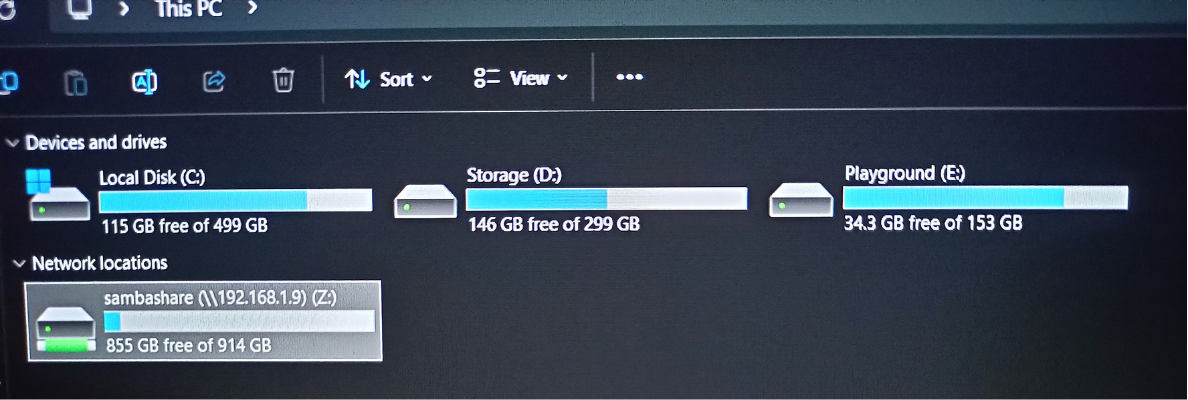 This PC
Sort
View
Devices and drives
Local Disk (C:)
115 GB free of 499 GB
Storage (D:)
146 GB free of 299 GB
Playground (E:)
34.3 GB free of 153 GB
Network locations
sambashare (\\192.168.1.9) (Z:)
855 GB free of 914 GB